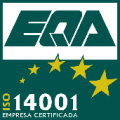 EQA
ISO 14001
EMPRESA CERTIFICADA